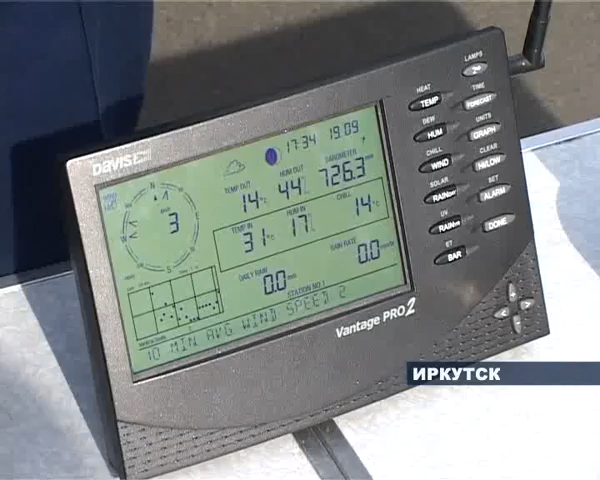 DAVIS
17:34 19.09
TEMP OUT HUM OUT BAROMETER
14°C 44% 726.3
N
E
S
W
3
TEMP IN HUM IN CHILL
31°C 17% 14°C
DAILY RAIN RAIN RATE
0.0 0.0
STATION NO. 1
10 MIN AVG WIND SPEED 2
Vantage PRO2
LAMPS
2ND
HEAT TIME
TEMP FORECAST
DEW UNITS
HUM GRAPH
CHILL CLEAR
WIND HI/LOW
SOLAR SET
RAINDAY ALARM
UV
RAINYR DONE
ET
BAR
ИРКУТСК